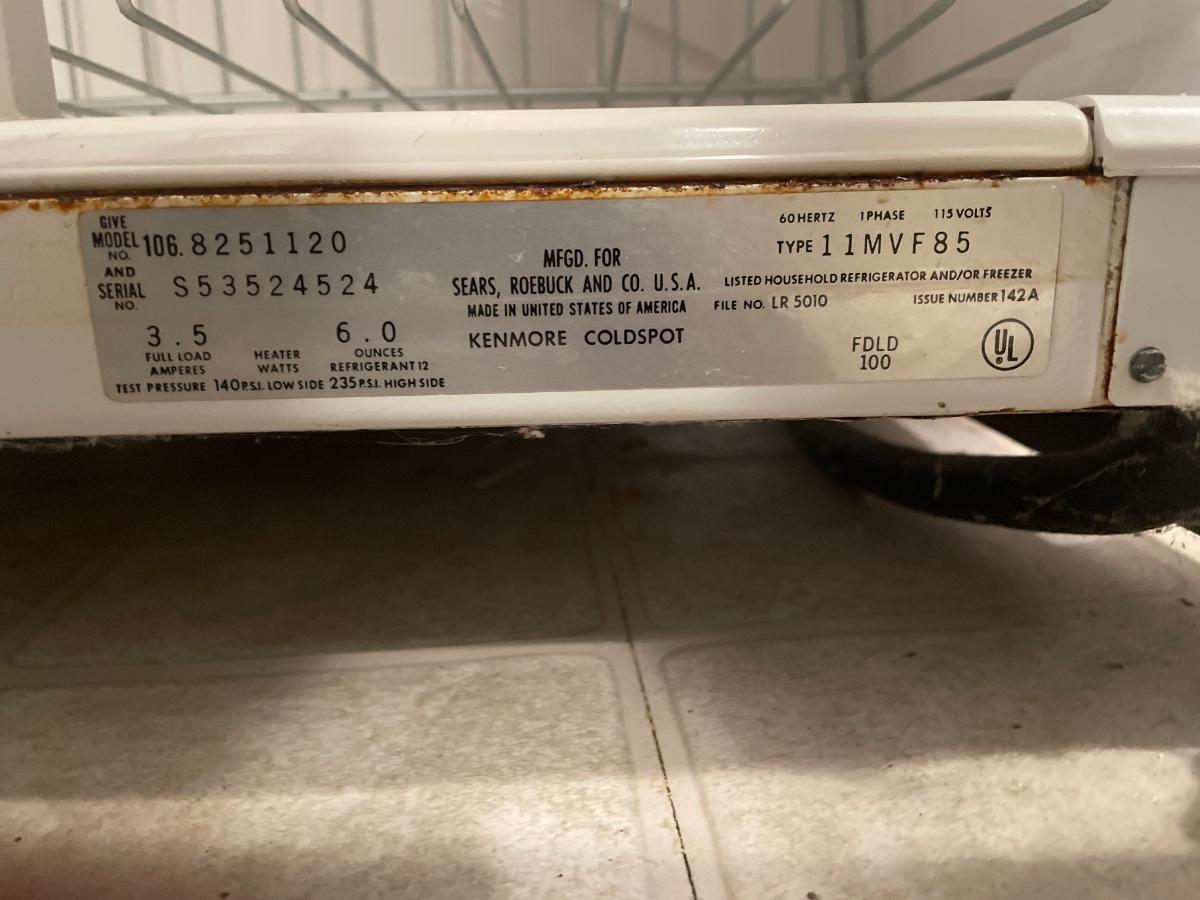 GIVE
MODEL NO. 106.8251120
AND
SERIAL NO. S53524524
3.5 6.0
FULL LOAD AMPERES HEATER WATTS OUNCES REFRIGERANT 12
TEST PRESSURE 140 P.S.I. LOW SIDE 235 P.S.I. HIGH SIDE
MFGD. FOR
SEARS, ROEBUCK AND CO. U.S.A.
MADE IN UNITED STATES OF AMERICA
KENMORE COLDSPOT
60 HERTZ 1 PHASE 115 VOLTS
TYPE 11MVF85
LISTED HOUSEHOLD REFRIGERATOR AND/OR FREEZER
FILE NO. LR 5010 ISSUE NUMBER 142A
FDLD
100
UL